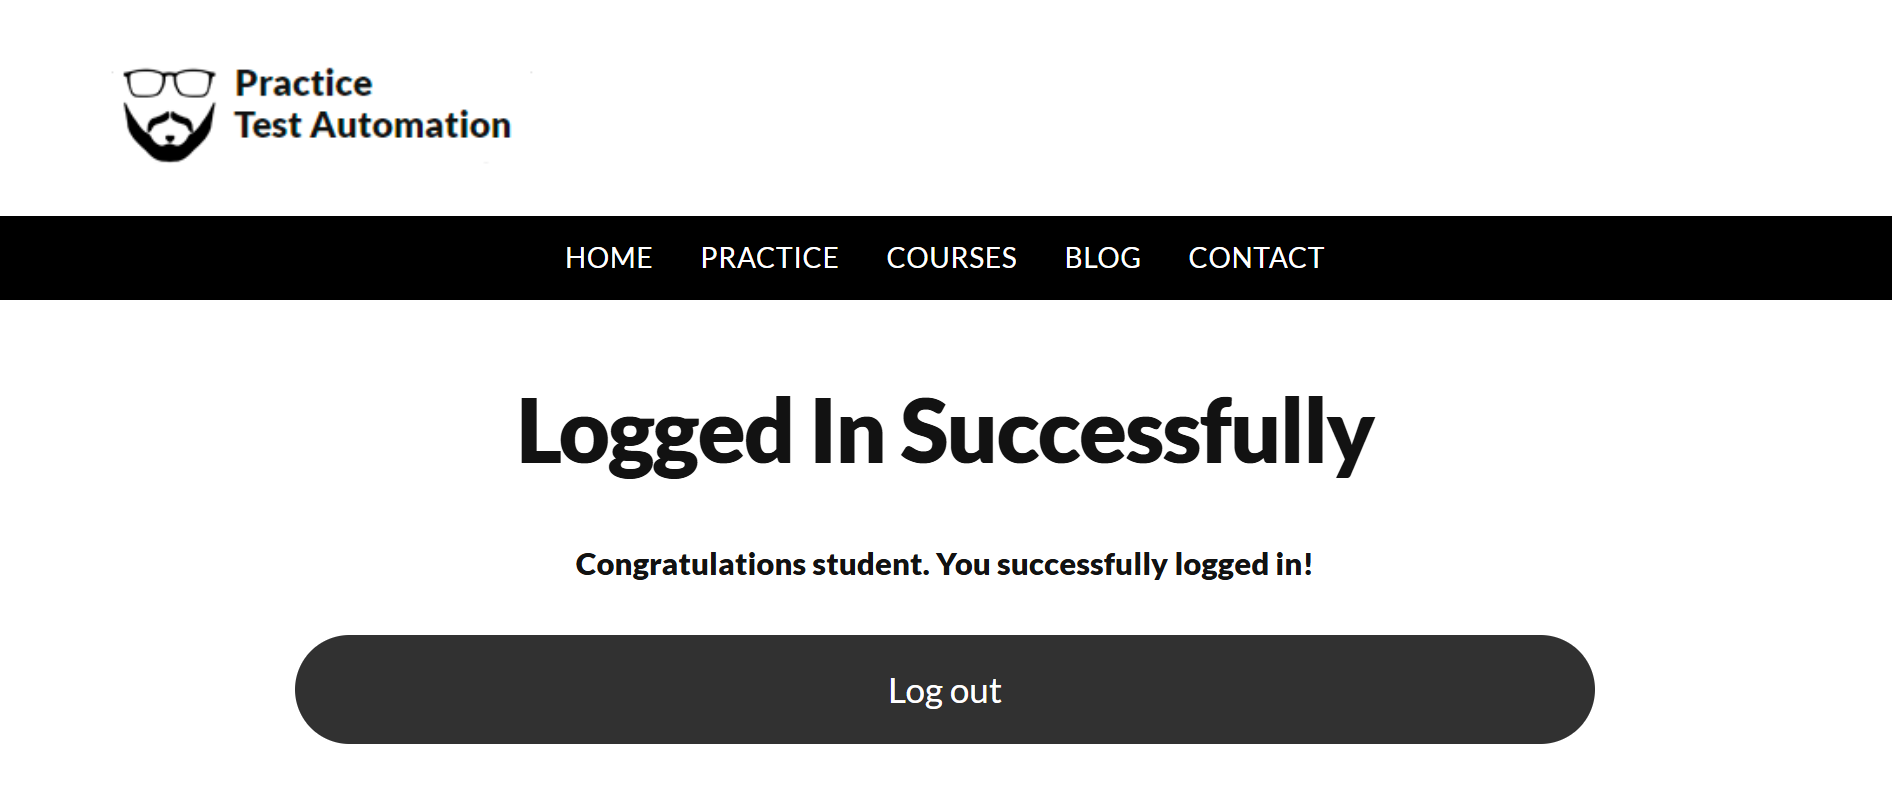 Practice
Test Automation
HOME PRACTICE COURSES BLOG CONTACT
Logged In Successfully
Congratulations student. You successfully logged in!
Log out